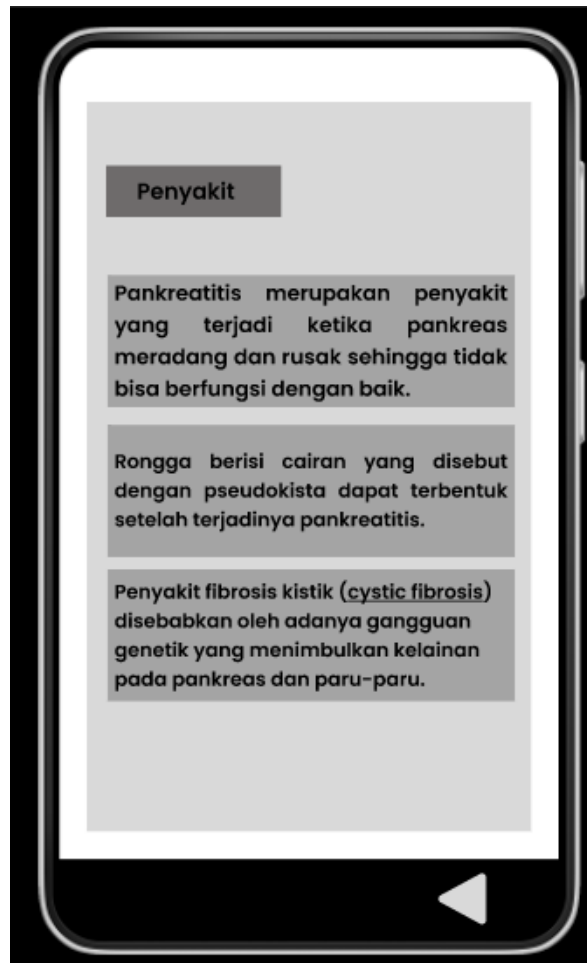 Penyakit
Pankreatitis merupakan penyakit
yang terjadi ketika pankreas
meradang dan rusak sehingga tidak
bisa berfungsi dengan baik.
Rongga berisi cairan yang disebut
dengan pseudokista dapat terbentuk
setelah terjadinya pankreatitis.
Penyakit fibrosis kistik (cystic fibrosis)
disebabkan oleh adanya gangguan
genetik yang menimbulkan kelainan
pada pankreas dan paru-paru.